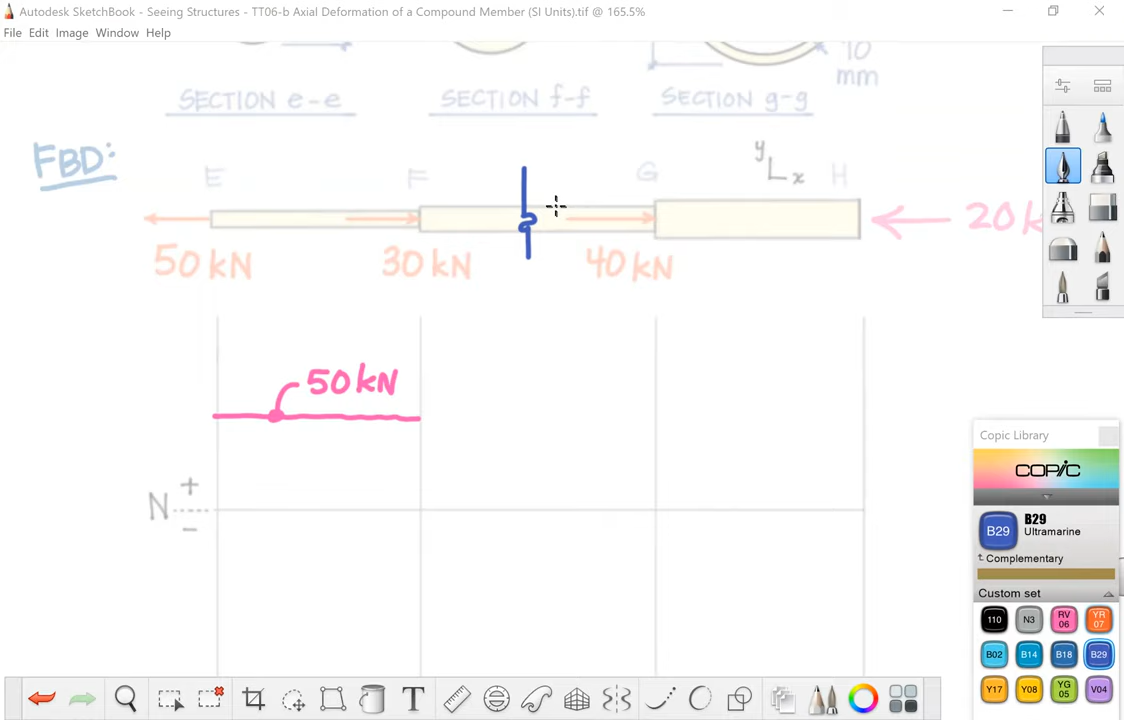 Autodesk SketchBook - Seeing Structures - TT06-b Axial Deformation of a Compound Member (SI Units).tif @ 165.5%
File Edit Image Window Help
10
mm
SECTION e-e SECTION f-f SECTION g-g
FBD:
E F G y x H
50 kN 30 kN 40 kN 20 k
50 kN
N + -
Copic Library
COPIC
B29
B29
Ultramarine
Complementary
Custom set
110 N3 RV 06 YR 07
B02 B14 B18 B29
Y17 Y08 YG 05 V04
T